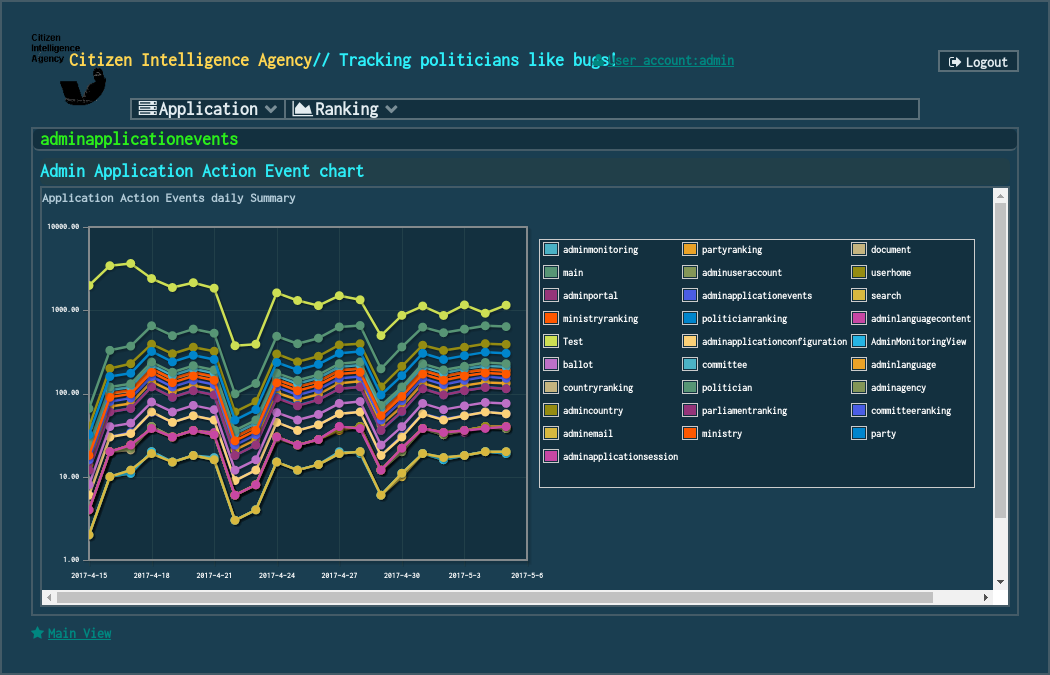 Citizen
Intelligence
Agency
Citizen Intelligence Agency// Tracking politicians like bugs!
User account:admin
Logout
Application
Ranking
adminapplicationevents
Admin Application Action Event chart
Application Action Events daily Summary
10000.00
1000.00
100.00
10.00
1.00
2017-4-15 2017-4-18 2017-4-21 2017-4-24 2017-4-27 2017-4-30 2017-5-3 2017-5-6
adminmonitoring partyranking document
main adminuseraccount userhome
adminportal adminapplicationevents search
ministryranking politicianranking adminlanguagecontent
Test adminapplicationconfiguration AdminMonitoringView
ballot committee adminlanguage
countryranking politician adminagency
admincountry parliamentranking committeeranking
adminemail ministry party
adminapplicationsession
Main View